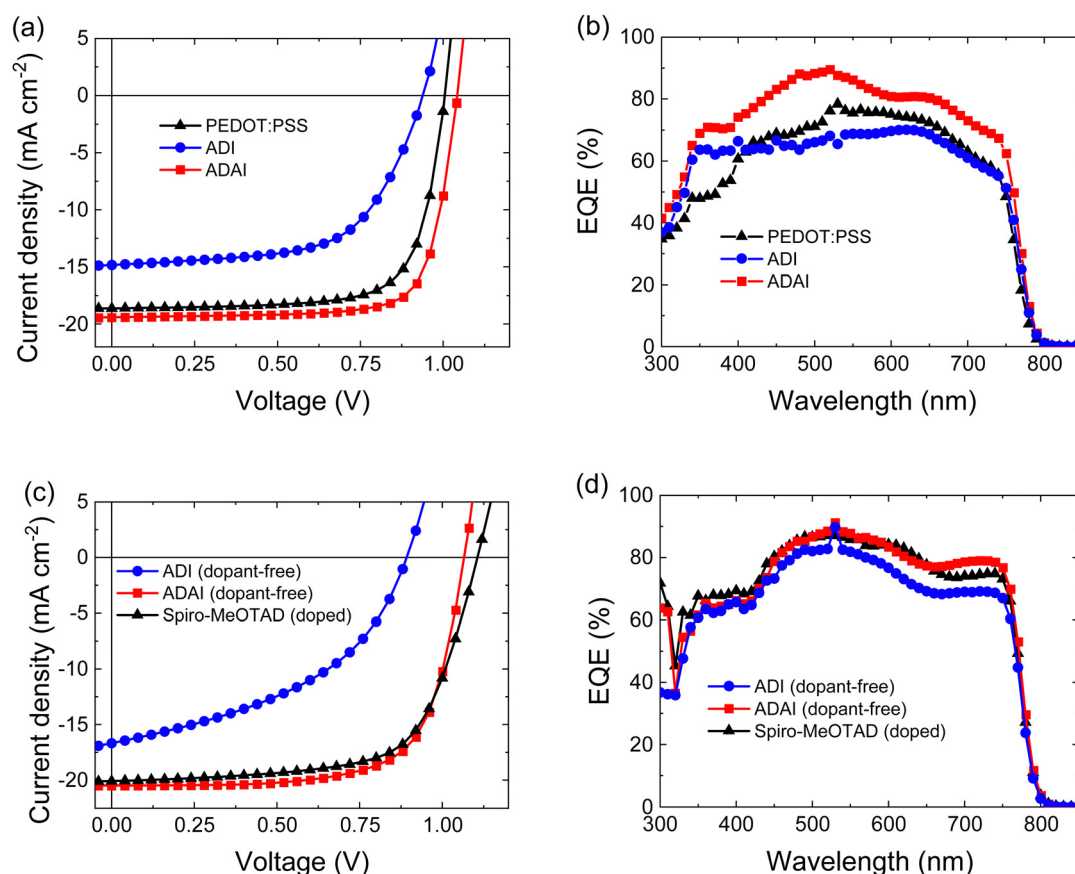 (a)
Current density (mA cm⁻²)
5
0
-5
-10
-15
-20
PEDOT:PSS
ADI
ADAI
0.00
0.25
0.50
0.75
1.00
Voltage (V)
(b)
EQE (%)
100
80
60
40
20
0
PEDOT:PSS
ADI
ADAI
300
400
500
600
700
800
Wavelength (nm)
(c)
Current density (mA cm⁻²)
5
0
-5
-10
-15
-20
ADI (dopant-free)
ADAI (dopant-free)
Spiro-MeOTAD (doped)
0.00
0.25
0.50
0.75
1.00
Voltage (V)
(d)
EQE (%)
100
80
60
40
20
0
ADI (dopant-free)
ADAI (dopant-free)
Spiro-MeOTAD (doped)
300
400
500
600
700
800
Wavelength (nm)